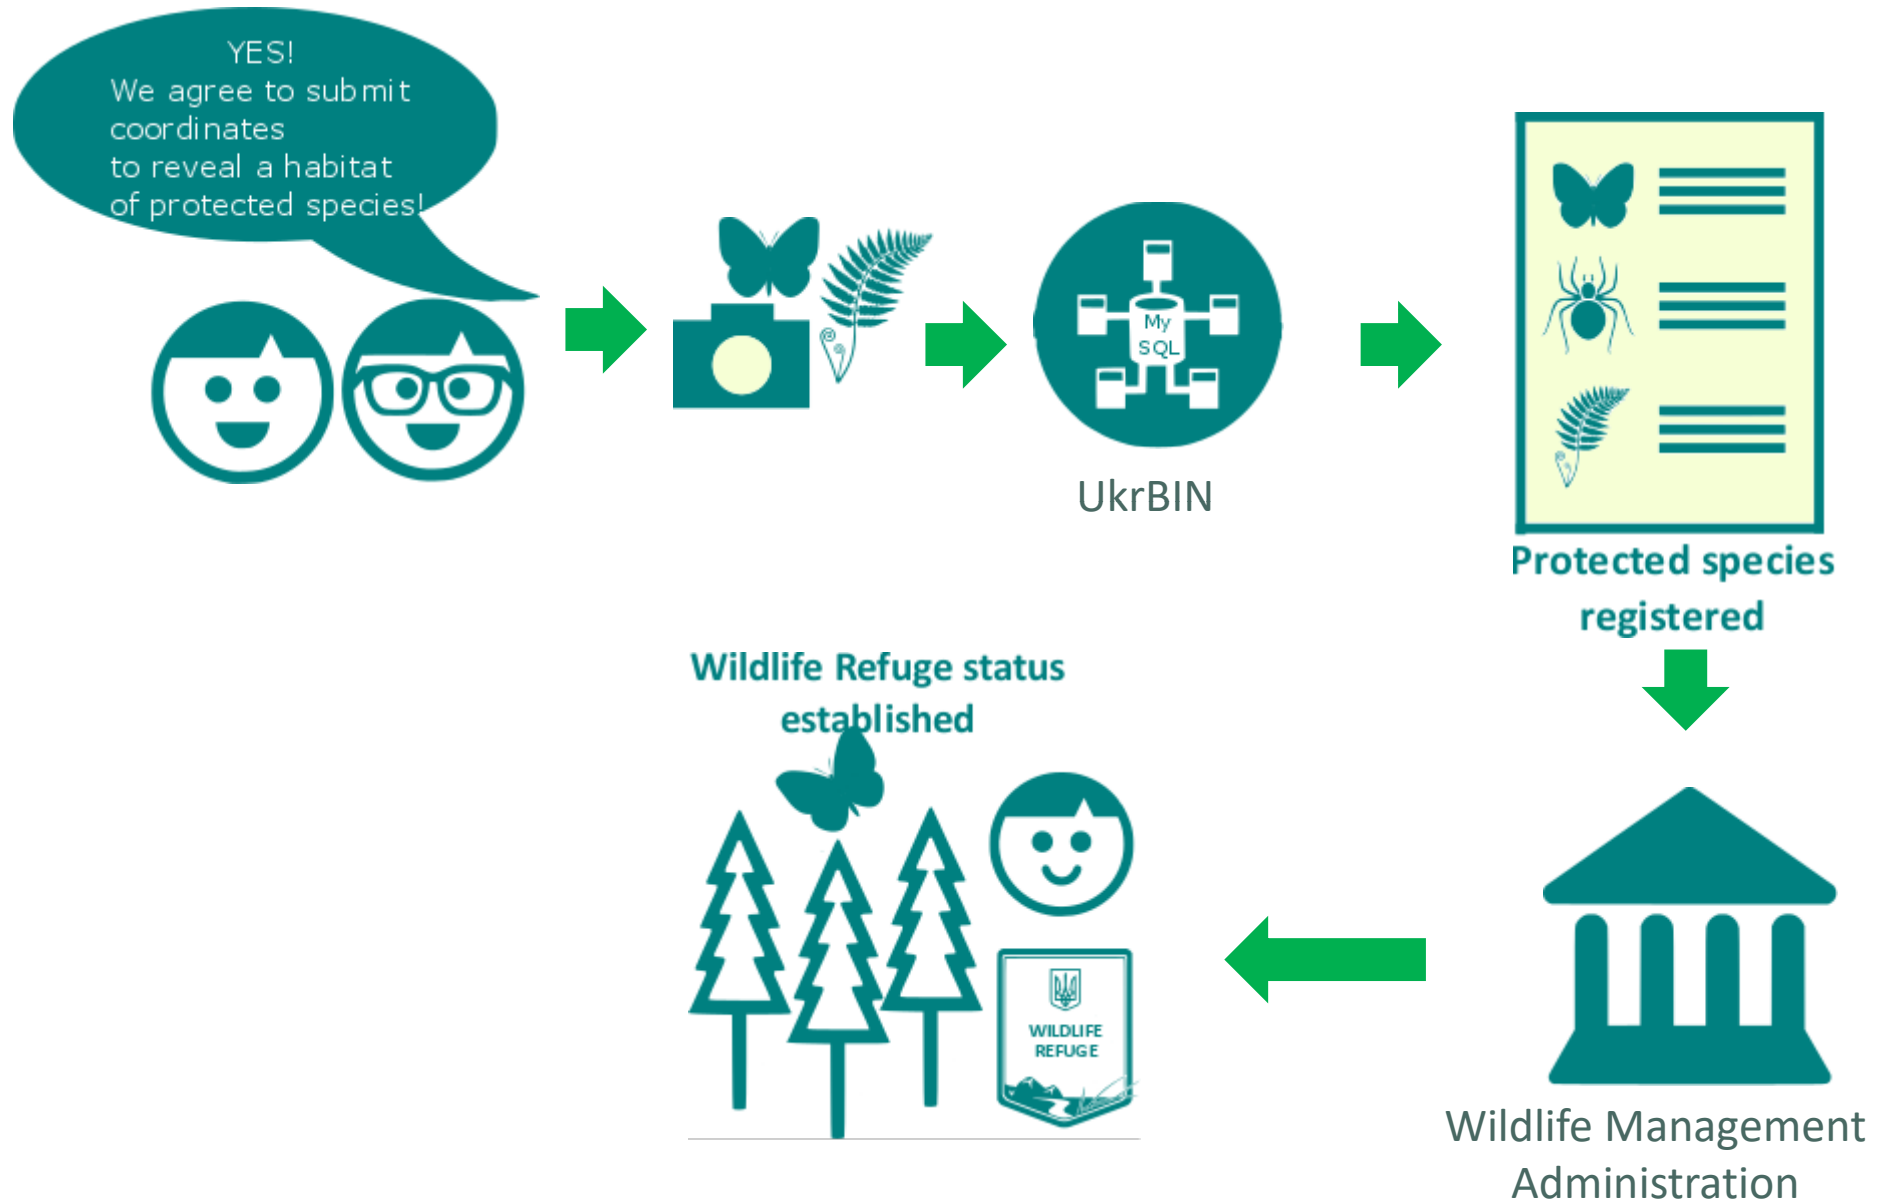 YES!
We agree to submit
coordinates
to reveal a habitat
of protected species!
My
SQL
UkrBIN
Protected species
registered
Wildlife Refuge status
established
WILDLIFE
REFUGE
Wildlife Management
Administration